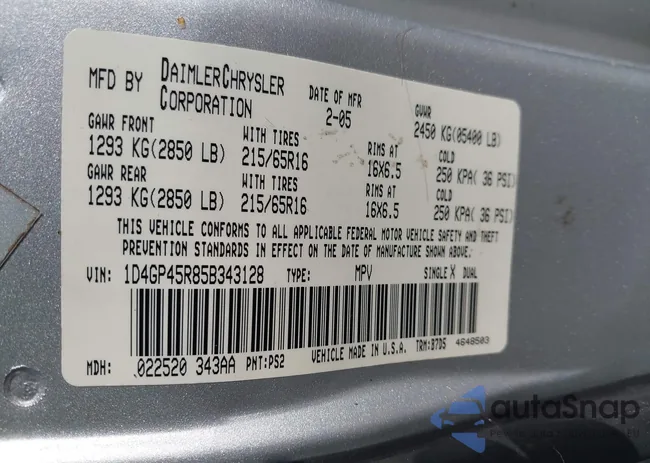 MFD BY DAIMLERCHRYSLER CORPORATION DATE OF MFR 2-05 GVWR 2450 KG(05400 LB)
GAWR FRONT WITH TIRES RIMS AT COLD
1293 KG(2850 LB) 215/65R16 16X6.5 250 KPA( 36 PSI)
GAWR REAR WITH TIRES RIMS AT COLD
1293 KG(2850 LB) 215/65R16 16X6.5 250 KPA( 36 PSI)
THIS VEHICLE CONFORMS TO ALL APPLICABLE FEDERAL MOTOR VEHICLE SAFETY AND THEFT
PREVENTION STANDARDS IN EFFECT ON THE DATE OF MANUFACTURE SHOWN ABOVE.
VIN: 1D4GP45R85B343128 TYPE: MPV SINGLE X DUAL
MDH: 022520 343AA PNT:PS2 VEHICLE MADE IN U.S.A. TRM:B7D5 4648503
autaSnap